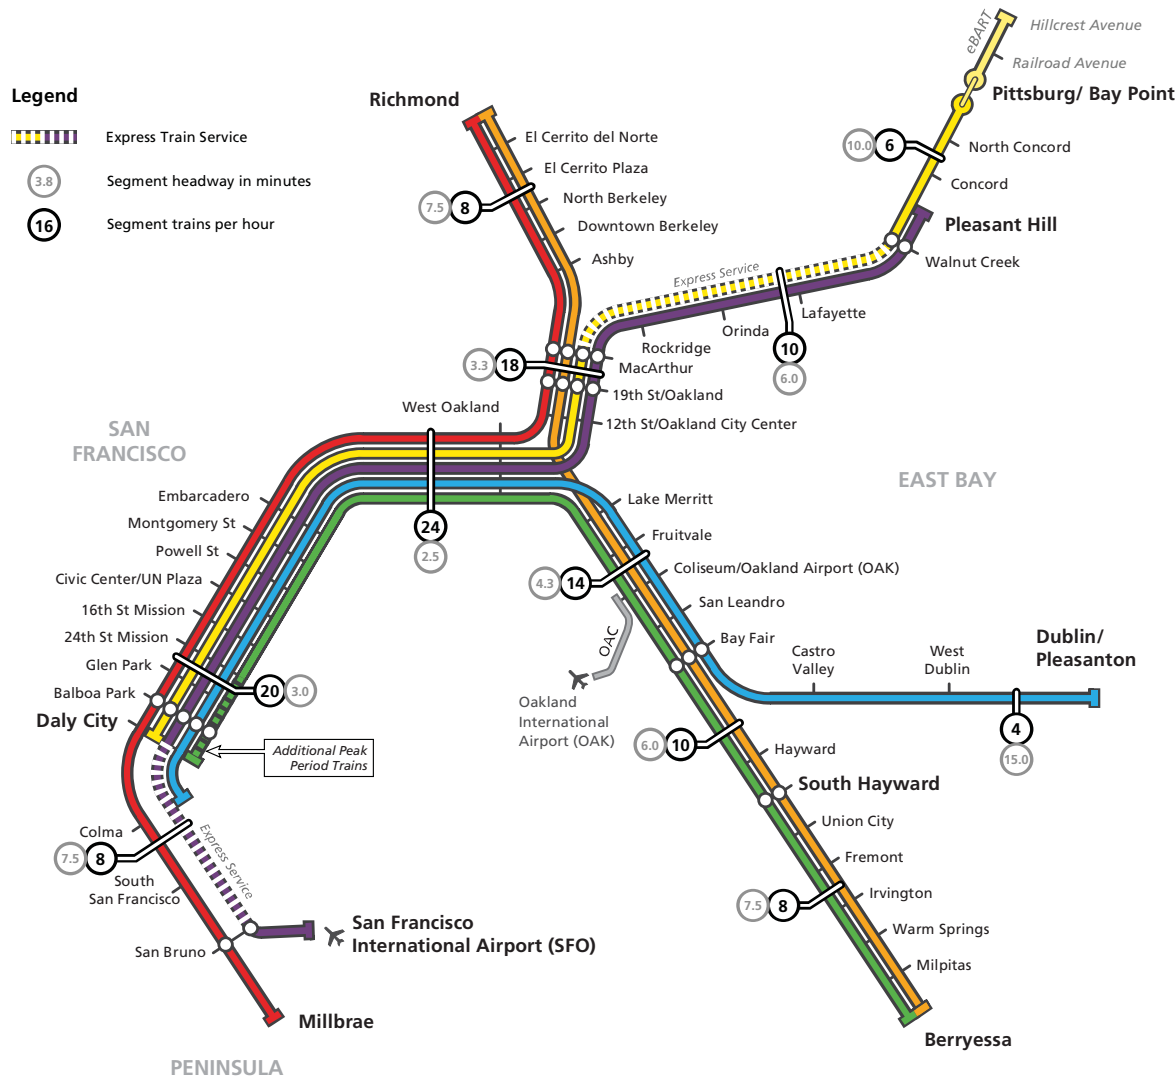 eBART
Hillcrest Avenue
Railroad Avenue
Pittsburg/ Bay Point
Legend
Express Train Service
3.8
Segment headway in minutes
16
Segment trains per hour
Richmond
El Cerrito del Norte
El Cerrito Plaza
North Berkeley
Downtown Berkeley
Ashby
7.5
8
10.0
6
North Concord
Concord
Pleasant Hill
Walnut Creek
Express Service
Lafayette
Orinda
Rockridge
MacArthur
10
6.0
3.3
18
19th St/Oakland
12th St/Oakland City Center
West Oakland
SAN
FRANCISCO
EAST BAY
Embarcadero
Montgomery St
Powell St
Civic Center/UN Plaza
16th St Mission
24th St Mission
Glen Park
Balboa Park
Daly City
24
2.5
Lake Merritt
Fruitvale
Coliseum/Oakland Airport (OAK)
San Leandro
Bay Fair
4.3
14
OAC
Oakland
International
Airport (OAK)
Castro
Valley
West
Dublin
Dublin/
Pleasanton
4
15.0
20
3.0
Additional Peak
Period Trains
6.0
10
Hayward
South Hayward
Union City
Fremont
Irvington
Warm Springs
Milpitas
7.5
8
Berryessa
Colma
7.5
8
South
San Francisco
Express Service
San Bruno
San Francisco
International Airport (SFO)
Millbrae
PENINSULA